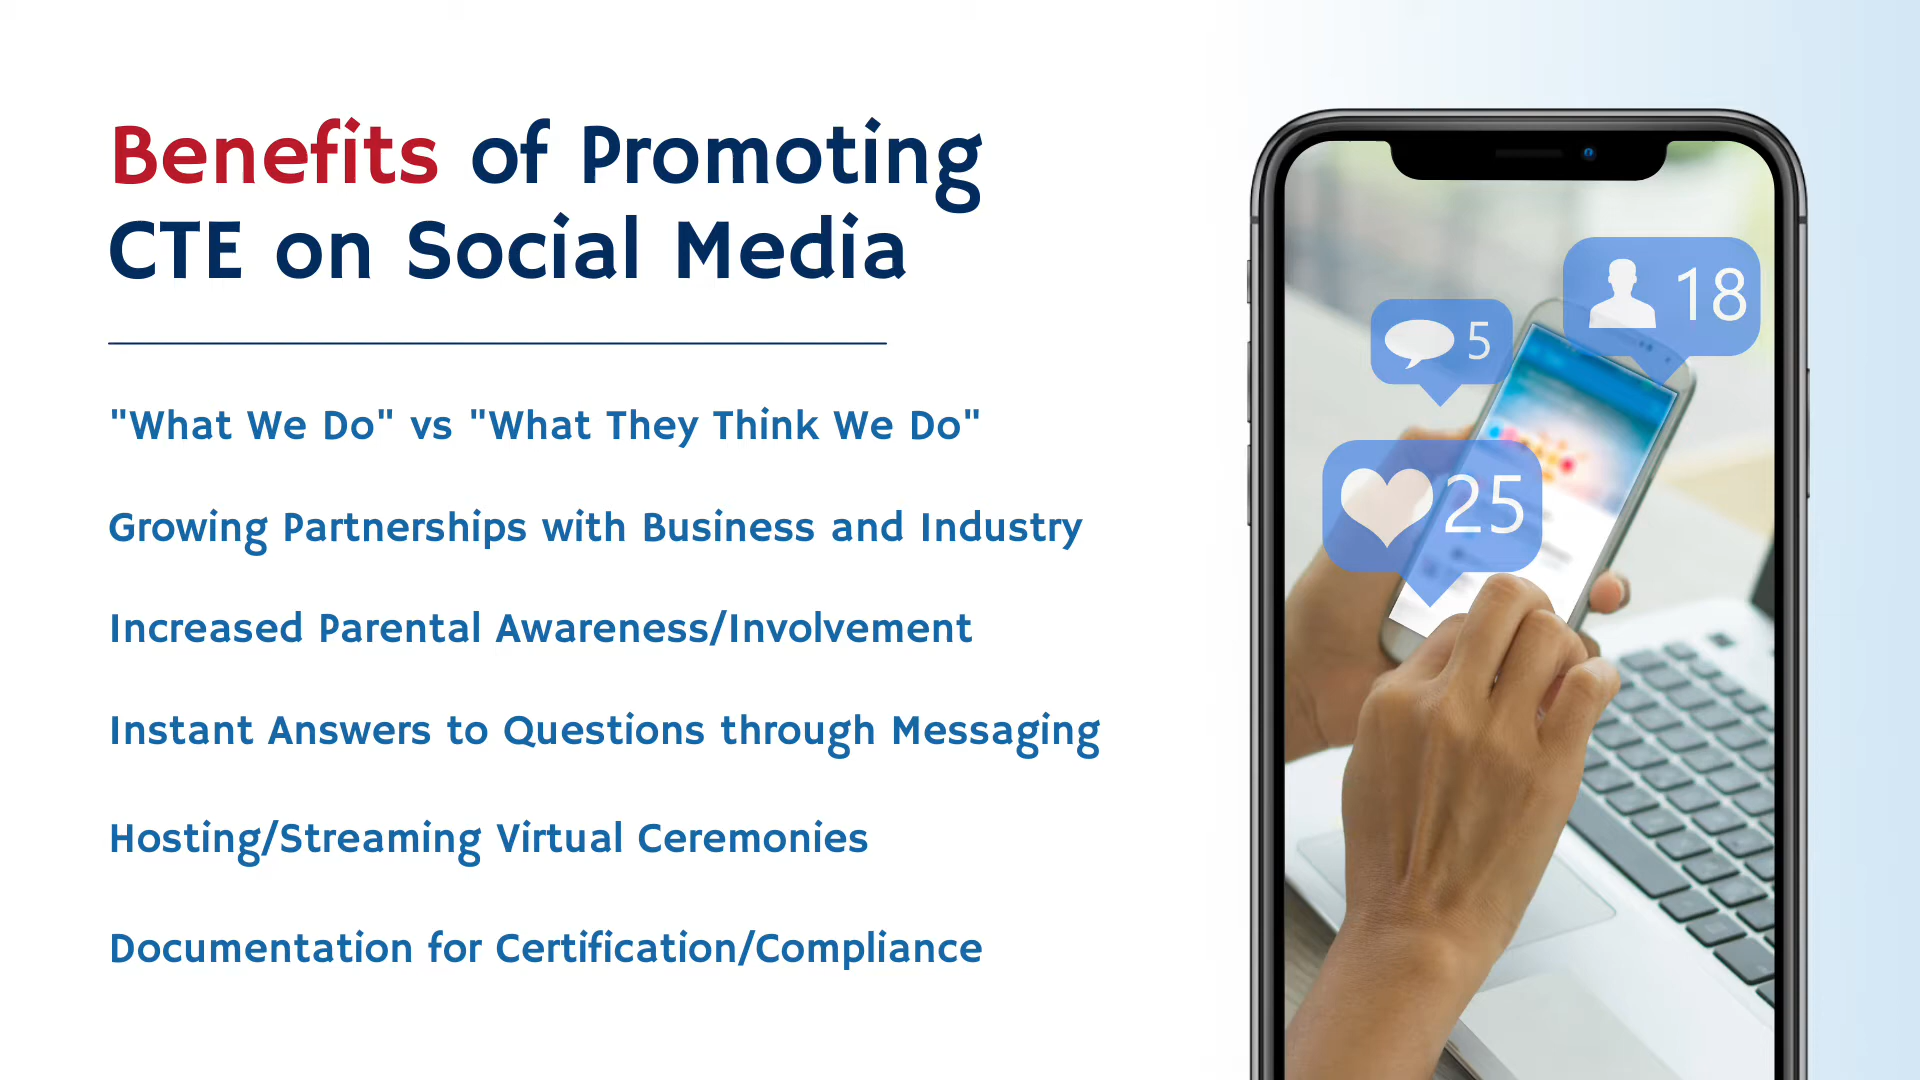 Benefits of Promoting
CTE on Social Media
"What We Do" vs "What They Think We Do"
Growing Partnerships with Business and Industry
Increased Parental Awareness/Involvement
Instant Answers to Questions through Messaging
Hosting/Streaming Virtual Ceremonies
Documentation for Certification/Compliance
18
5
25